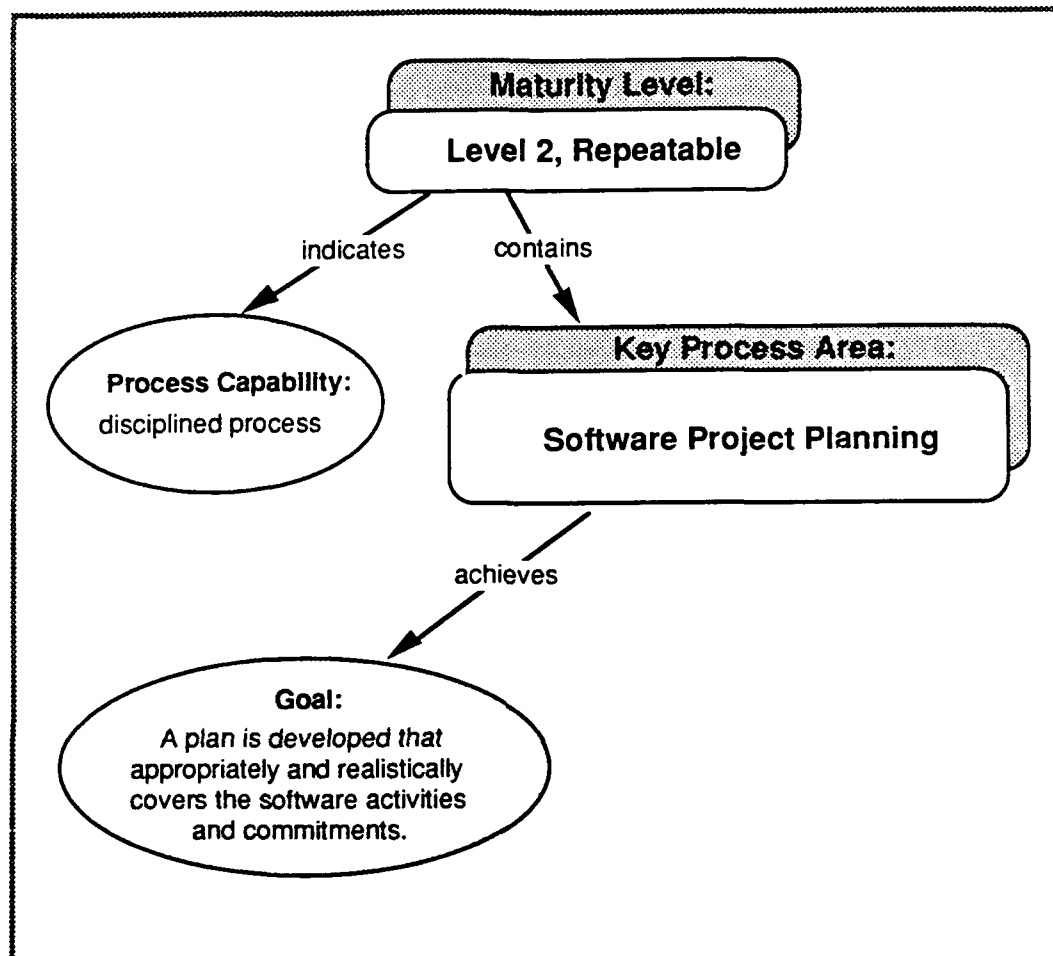 Maturity Level:
Level 2, Repeatable
indicates
contains
Process Capability:
disciplined process
Key Process Area:
Software Project Planning
achieves
Goal:
A plan is developed that
appropriately and realistically
covers the software activities
and commitments.